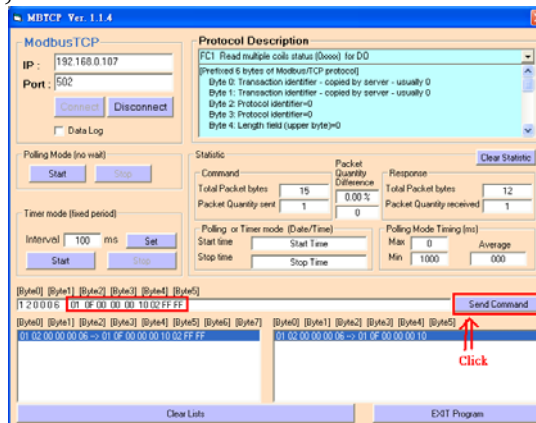 MBTCP Ver. 1.1.4
ModbusTCP
IP : 192.168.0.107
Port : 502
Connect Disconnect
Data Log
Protocol Description
FC1 Read multiple coils status (0xxxx) for DO
[Prefixed 6 bytes of Modbus/TCP protocol]
Byte 0: Transaction identifier - copied by server - usually 0
Byte 1: Transaction identifier - copied by server - usually 0
Byte 2: Protocol identifier=0
Byte 3: Protocol identifier=0
Byte 4: Length field (upper byte)=0
Polling Mode (no wait)
Start Stop
Timer mode (fixed period)
Interval 100 ms Set
Start Stop
Statistic
Clear Statistic
Command
Total Packet bytes 15
Packet Quantity sent 1
Packet Quantity Difference
0.00 %
0
Response
Total Packet bytes 12
Packet Quantity received 1
Polling or Timer mode (Date/Time)
Start time Start Time
Stop time Stop Time
Polling Mode Timing (ms)
Max 0 Average
Min 1000 000
[Byte0] [Byte1] [Byte2] [Byte3] [Byte4] [Byte5]
1 2 0 0 0 6 01 0F 00 00 00 10 02 FF FF
Send Command
[Byte0] [Byte1] [Byte2] [Byte3] [Byte4] [Byte5] [Byte6] [Byte7]
01 02 00 00 00 06 --> 01 0F 00 00 00 10 02 FF FF
[Byte0] [Byte1] [Byte2] [Byte3] [Byte4] [Byte5]
01 02 00 00 00 06 --> 01 0F 00 00 00 10
Click
Clear Lists
EXIT Program